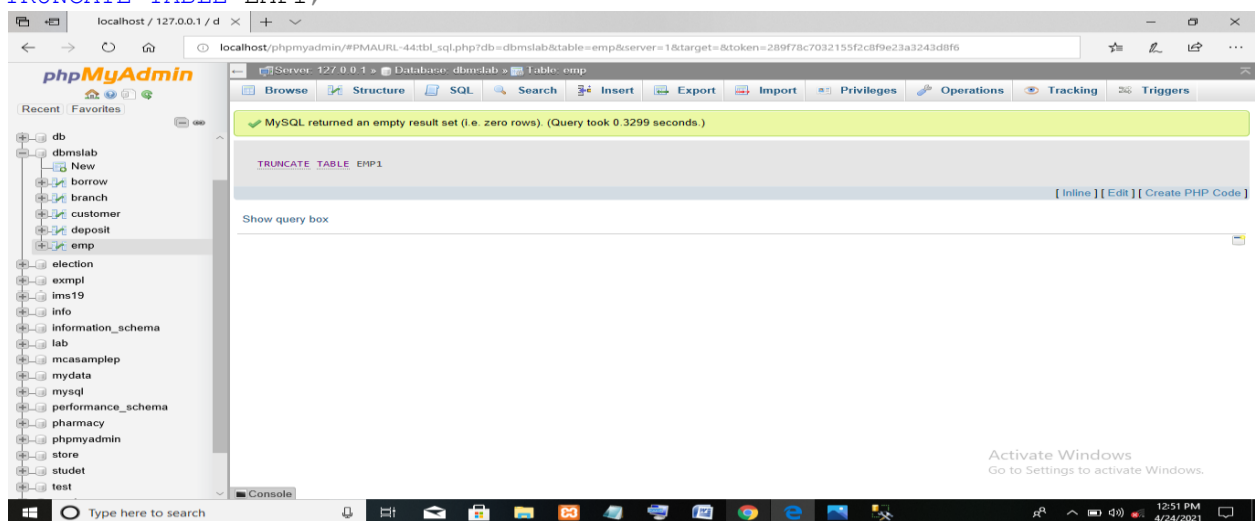 TRUNCATE TABLE EMP1;
localhost / 127.0.0.1 / d
localhost/phpmyadmin/#PMAURL-44:tbl_sql.php?db=dbmslab&table=emp&server=1&target=&token=289f78c7032155f2c8f9e23a3243d8f6
phpMyAdmin
Recent Favorites
Server: 127.0.0.1 » Database: dbmslab » Table: emp
Browse Structure SQL Search Insert Export Import Privileges Operations Tracking Triggers
MySQL returned an empty result set (i.e. zero rows). (Query took 0.3299 seconds.)
TRUNCATE TABLE EMP1
[ Inline ] [ Edit ] [ Create PHP Code ]
Show query box
db
dbmslab
New
borrow
branch
customer
deposit
emp
election
exmpl
ims19
info
information_schema
lab
mcasamplep
mydata
mysql
performance_schema
pharmacy
phpmyadmin
store
studet
test
Console
Activate Windows
Go to Settings to activate Windows.
Type here to search
12:51 PM
4/24/2021